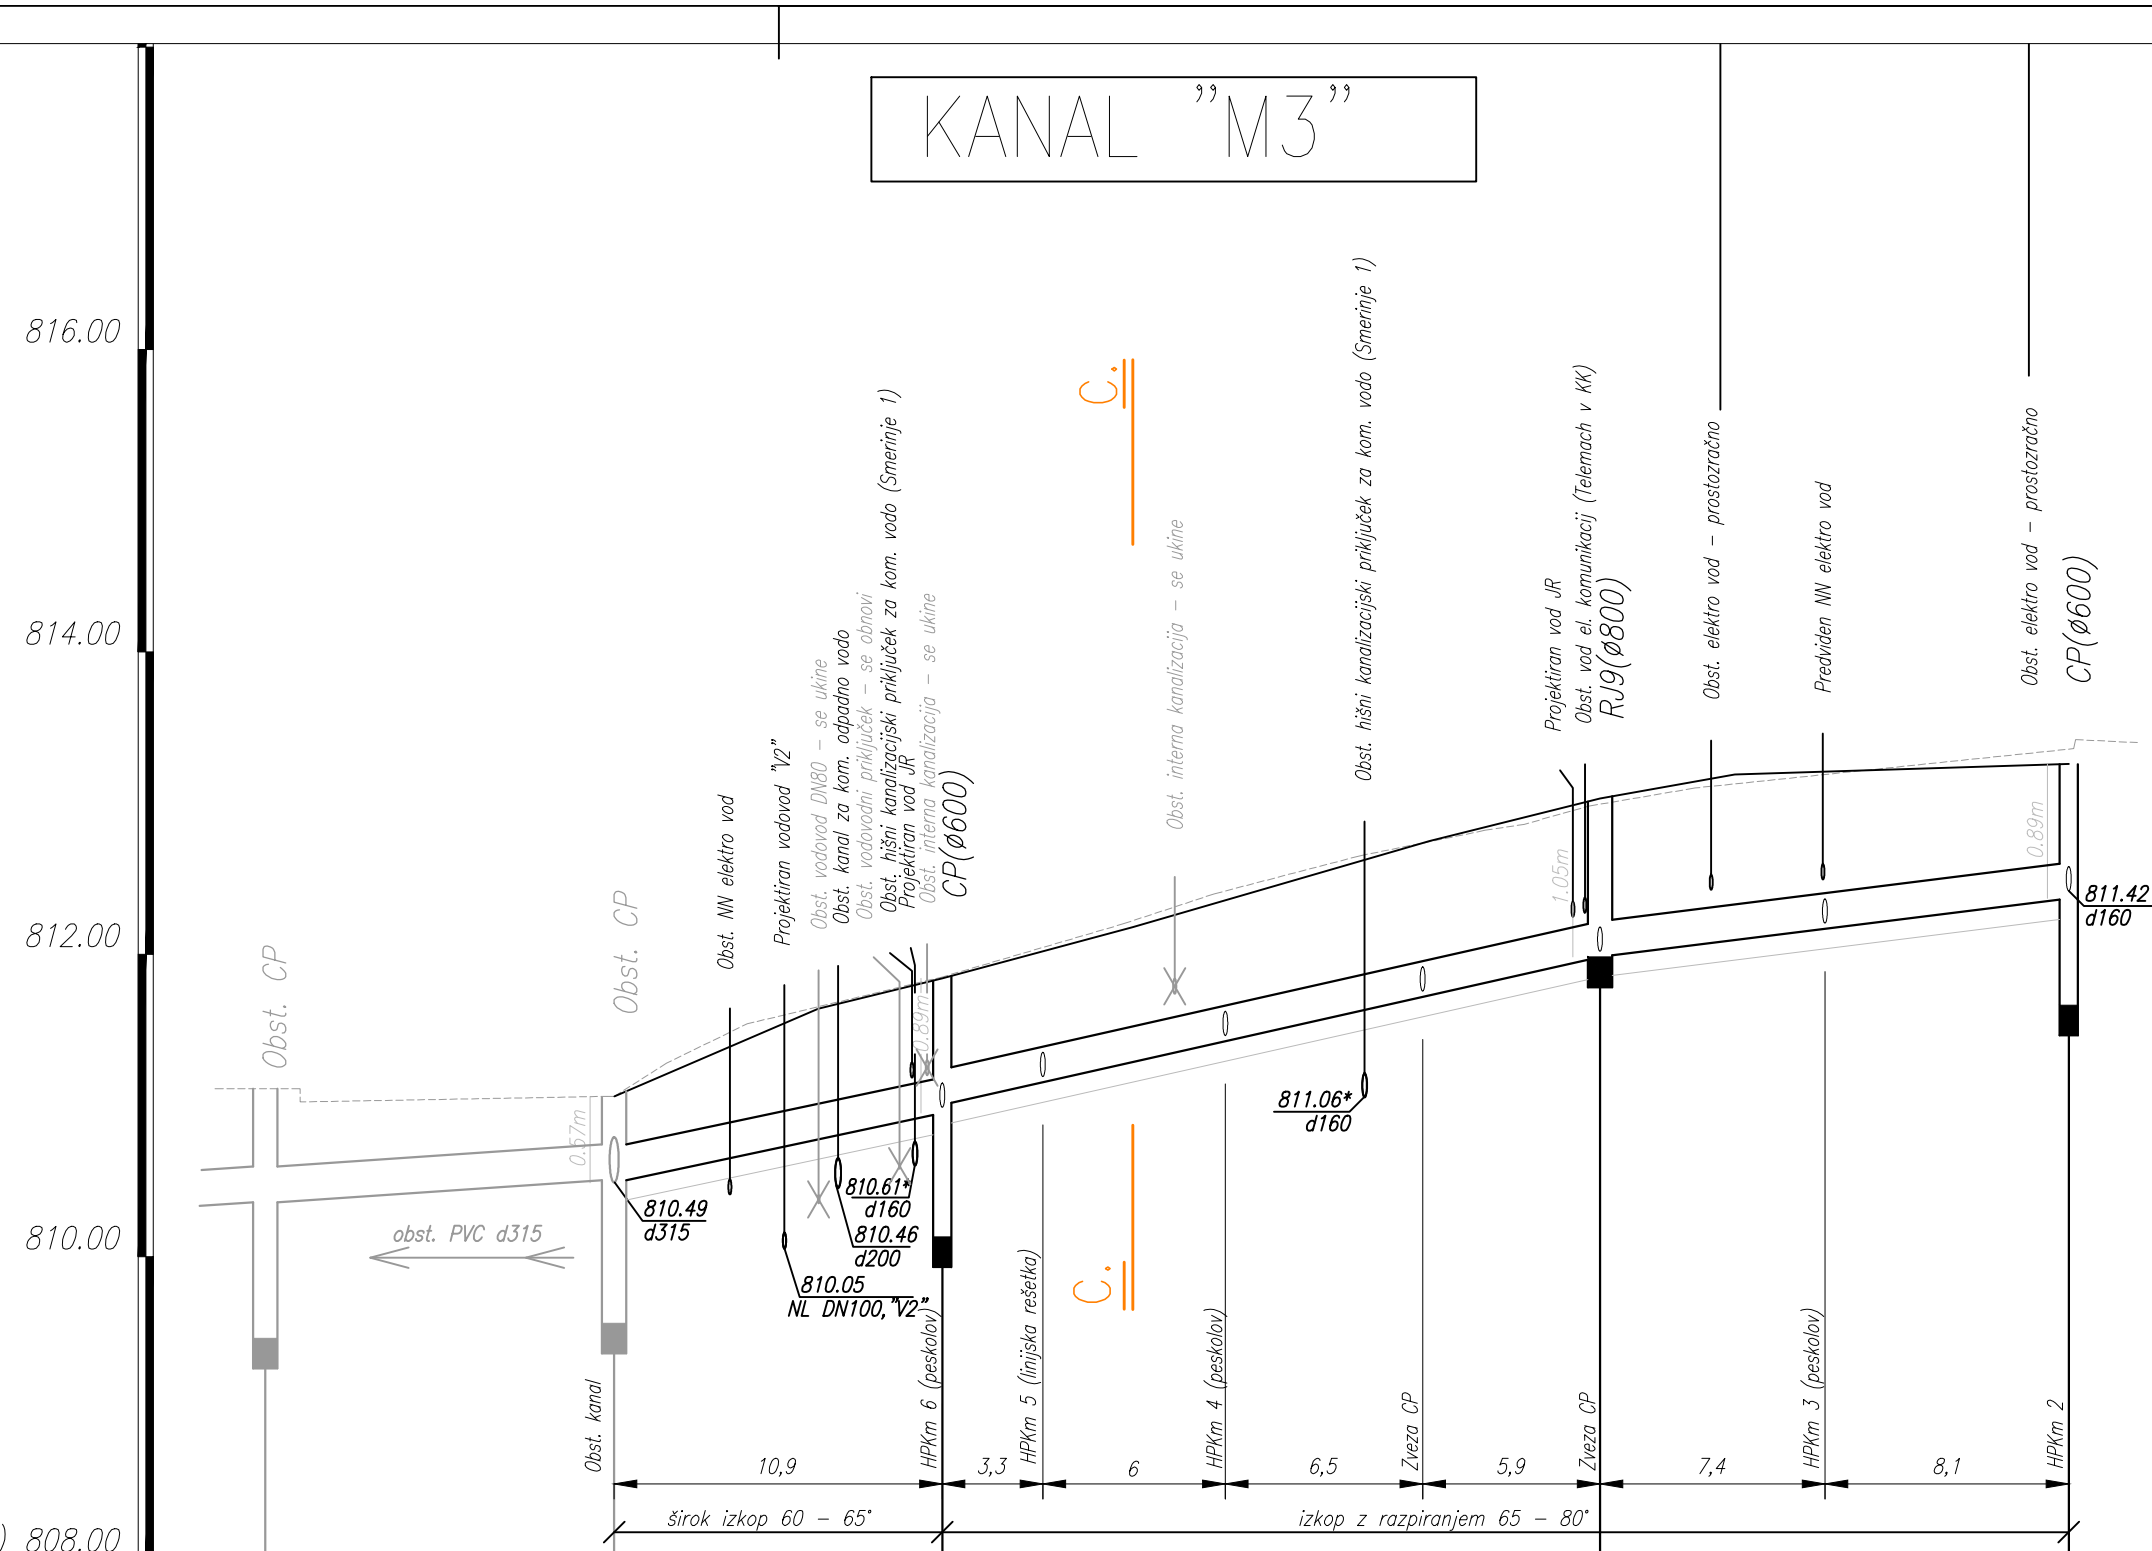 KANAL "M3"
816.00
814.00
812.00
810.00
) 808.00
C.
C.
Obst. CP
Obst. CP
Obst. NN elektro vod
Projektiran vodovod "V2"
Obst. vodovod DN80 – se ukine
Obst. kanal za kom. odpadno vodo
Obst. vodovodni priključek – se obnovi
Obst. hišni kanalizacijski priključek za kom. vodo (Smerinje 1)
Projektiran vod JR
Obst. interna kanalizacija – se ukine
CP(ø600)
Obst. interna kanalizacija – se ukine
Obst. hišni kanalizacijski priključek za kom. vodo (Smerinje 1)
Projektiran vod JR
Obst. vod el. komunikacij (Telemach v KK)
RJ9(ø800)
Obst. elektro vod – prostozračno
Predviden NN elektro vod
Obst. elektro vod – prostozračno
CP(ø600)
0.67m
0.89m
1.05m
0.89m
811.42
d160
811.06*
d160
810.49
d315
810.61*
d160
810.46
d200
810.05
NL DN100,"V2"
obst. PVC d315
Obst. kanal
HPKm 6 (peskolov)
HPKm 5 (linijska rešetka)
HPKm 4 (peskolov)
Zveza CP
Zveza CP
HPKm 3 (peskolov)
HPKm 2
10,9
3,3
6
6,5
5,9
7,4
8,1
širok izkop 60 – 65°
izkop z razpiranjem 65 – 80°